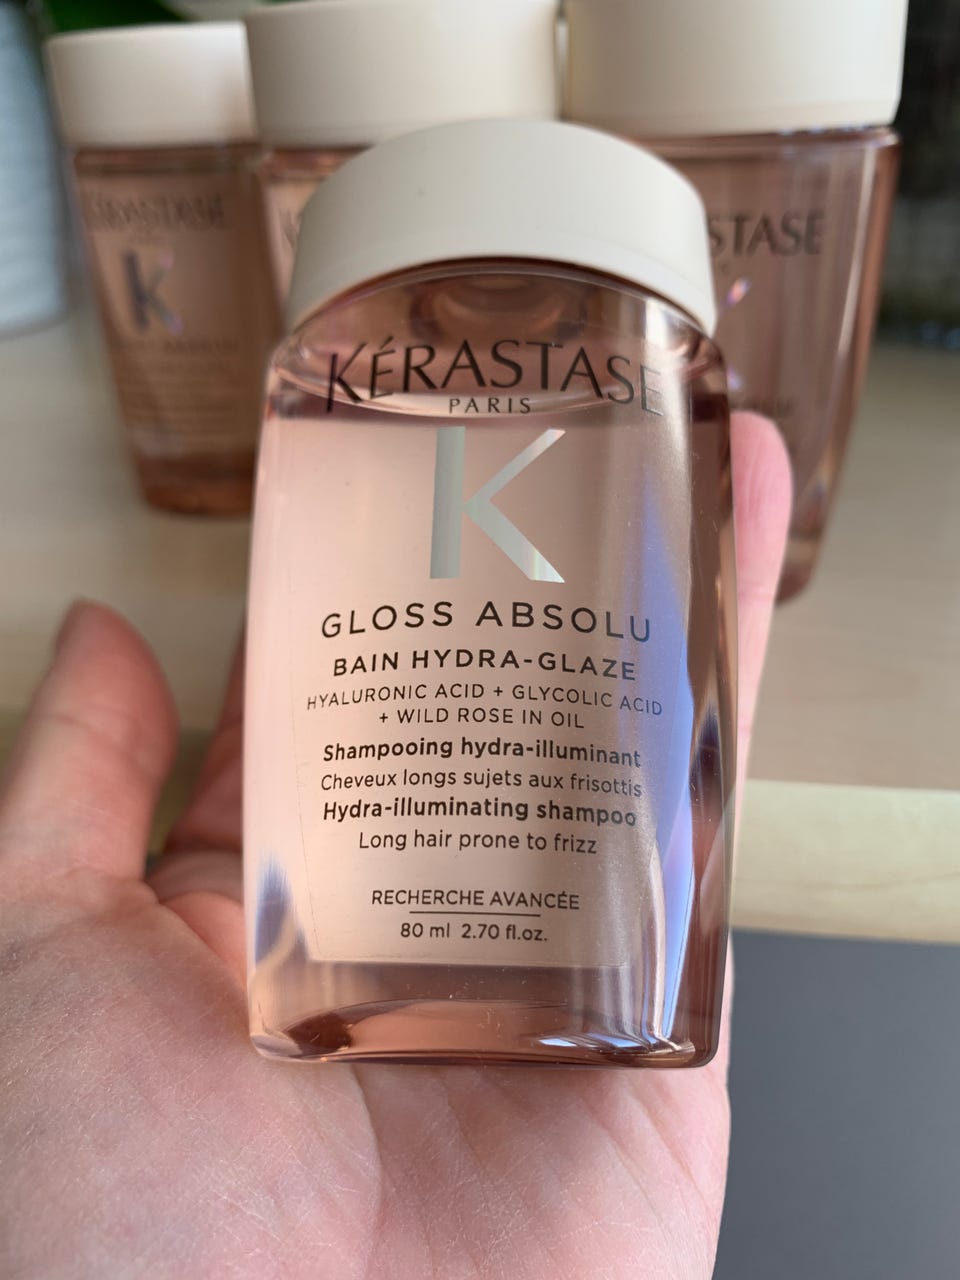 KÉRASTASE
PARIS
K
GLOSS ABSOLU
BAIN HYDRA-GLAZE
HYALURONIC ACID + GLYCOLIC ACID
+ WILD ROSE IN OIL
Shampooing hydra-illuminant
Cheveux longs sujets aux frisottis
Hydra-illuminating shampoo
Long hair prone to frizz
RECHERCHE AVANCÉE
80 ml 2.70 fl.oz.
KÉRASTASE
K
STASE